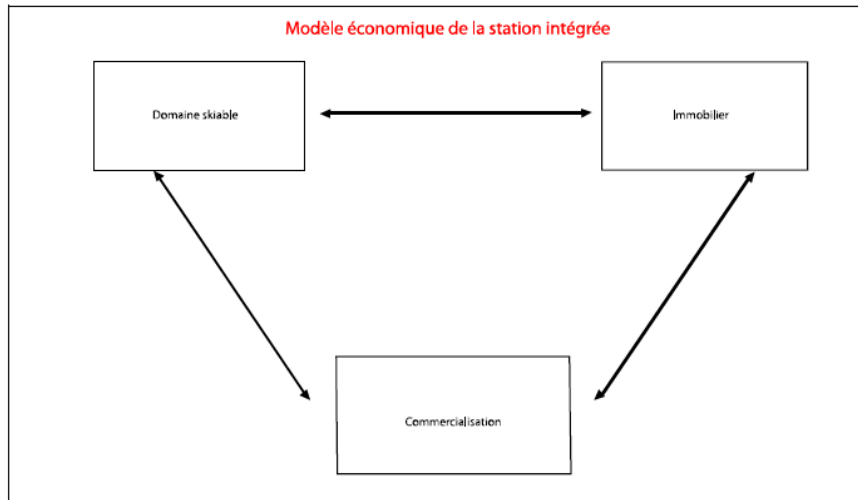 Modèle économique de la station intégrée
Domaine skiable
Immobilier
Commercialisation